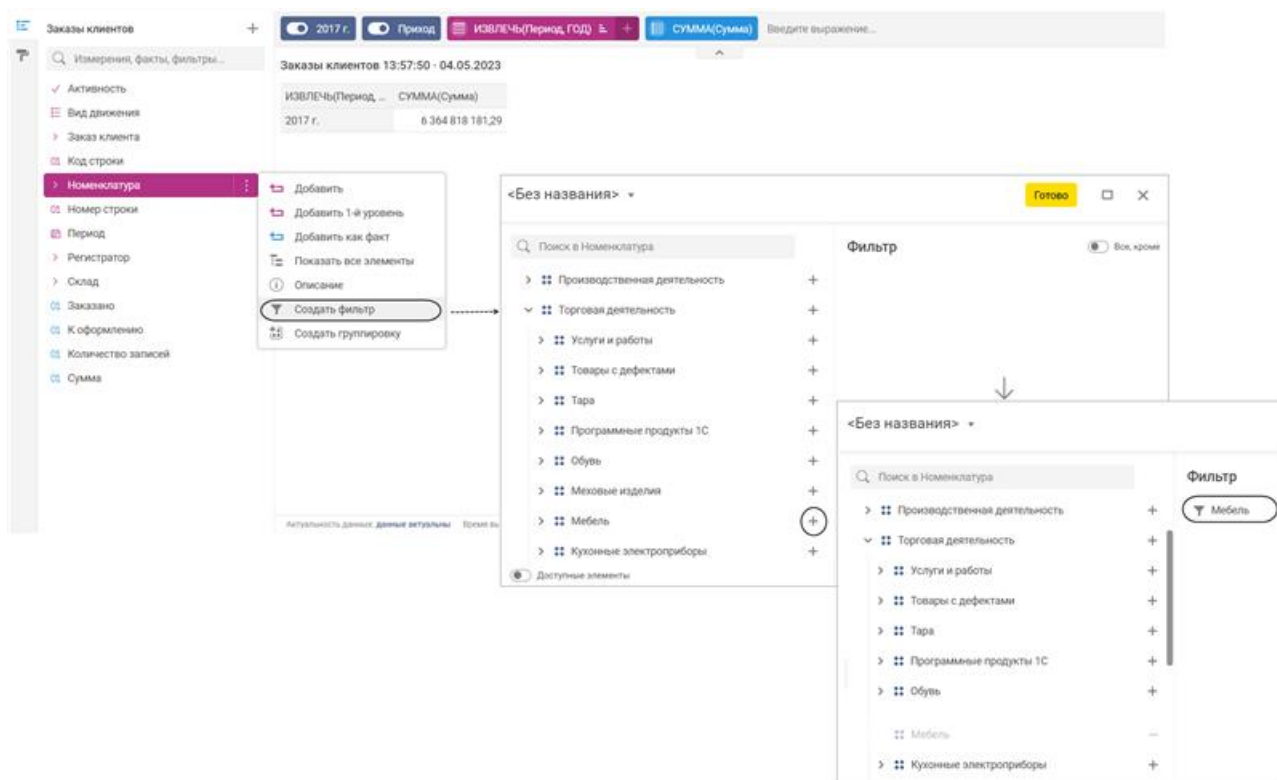 Заказы клиентов
2017 г. Приход ИЗВЛЕЧЬ(Период, ГОД) СУММА(Сумма) Введите выражение...
Измерения, факты, фильтры...
Заказы клиентов 13:57:50 - 04.05.2023
ИЗВЛЕЧЬ(Период, ... СУММА(Сумма)
2017 г. 6 364 818 181,29
Активность
Вид движения
Заказ клиента
Код строки
Номенклатура
Номер строки
Период
Регистратор
Склад
Заказано
К оформлению
Количество записей
Сумма
Добавить
Добавить 1-й уровень
Добавить как факт
Показать все элементы
Описание
Создать фильтр
Создать группировку
Актуальность данных: данные актуальны Время вы
<Без названия> Готово
Поиск в Номенклатура
Фильтр Все, кроме
Производственная деятельность
Торговая деятельность
Услуги и работы
Товары с дефектами
Тара
Программные продукты 1С
Обувь
Меховые изделия
Мебель
Кухонные электроприборы
Доступные элементы
<Без названия>
Поиск в Номенклатура
Фильтр
Мебель
Производственная деятельность
Торговая деятельность
Услуги и работы
Товары с дефектами
Тара
Программные продукты 1С
Обувь
Мебель
Кухонные электроприборы